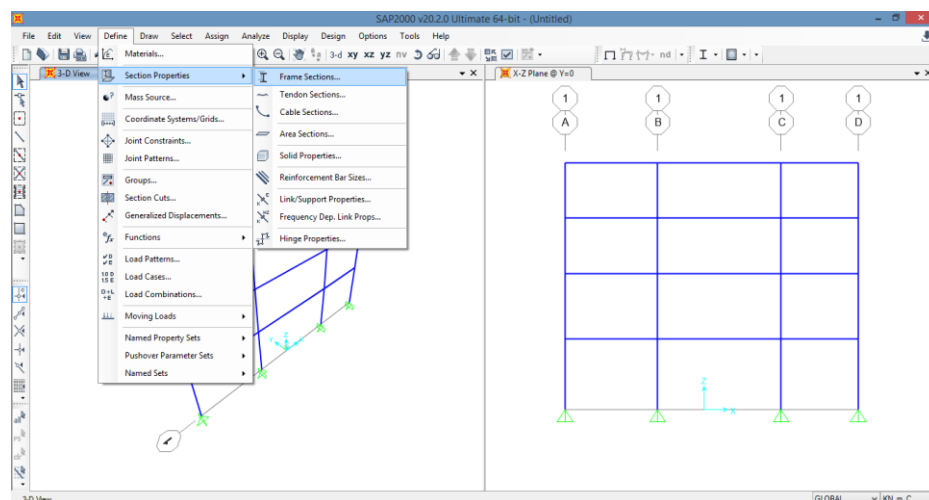 SAP2000 v20.2.0 Ultimate 64-bit - (Untitled)
File Edit View Define Draw Select Assign Analyze Display Design Options Tools Help
3-d xy xz yz nv nd
3-D View
X-Z Plane @ Y=0
Materials...
Section Properties
Mass Source...
Coordinate Systems/Grids...
Joint Constraints...
Joint Patterns...
Groups...
Section Cuts...
Generalized Displacements...
Functions
Load Patterns...
Load Cases...
Load Combinations...
Moving Loads
Named Property Sets
Pushover Parameter Sets
Named Sets
Frame Sections...
Tendon Sections...
Cable Sections...
Area Sections...
Solid Properties...
Reinforcement Bar Sizes...
Link/Support Properties...
Frequency Dep. Link Props...
Hinge Properties...
1 1 1 1
A B C D
Z
X
GLOBAL